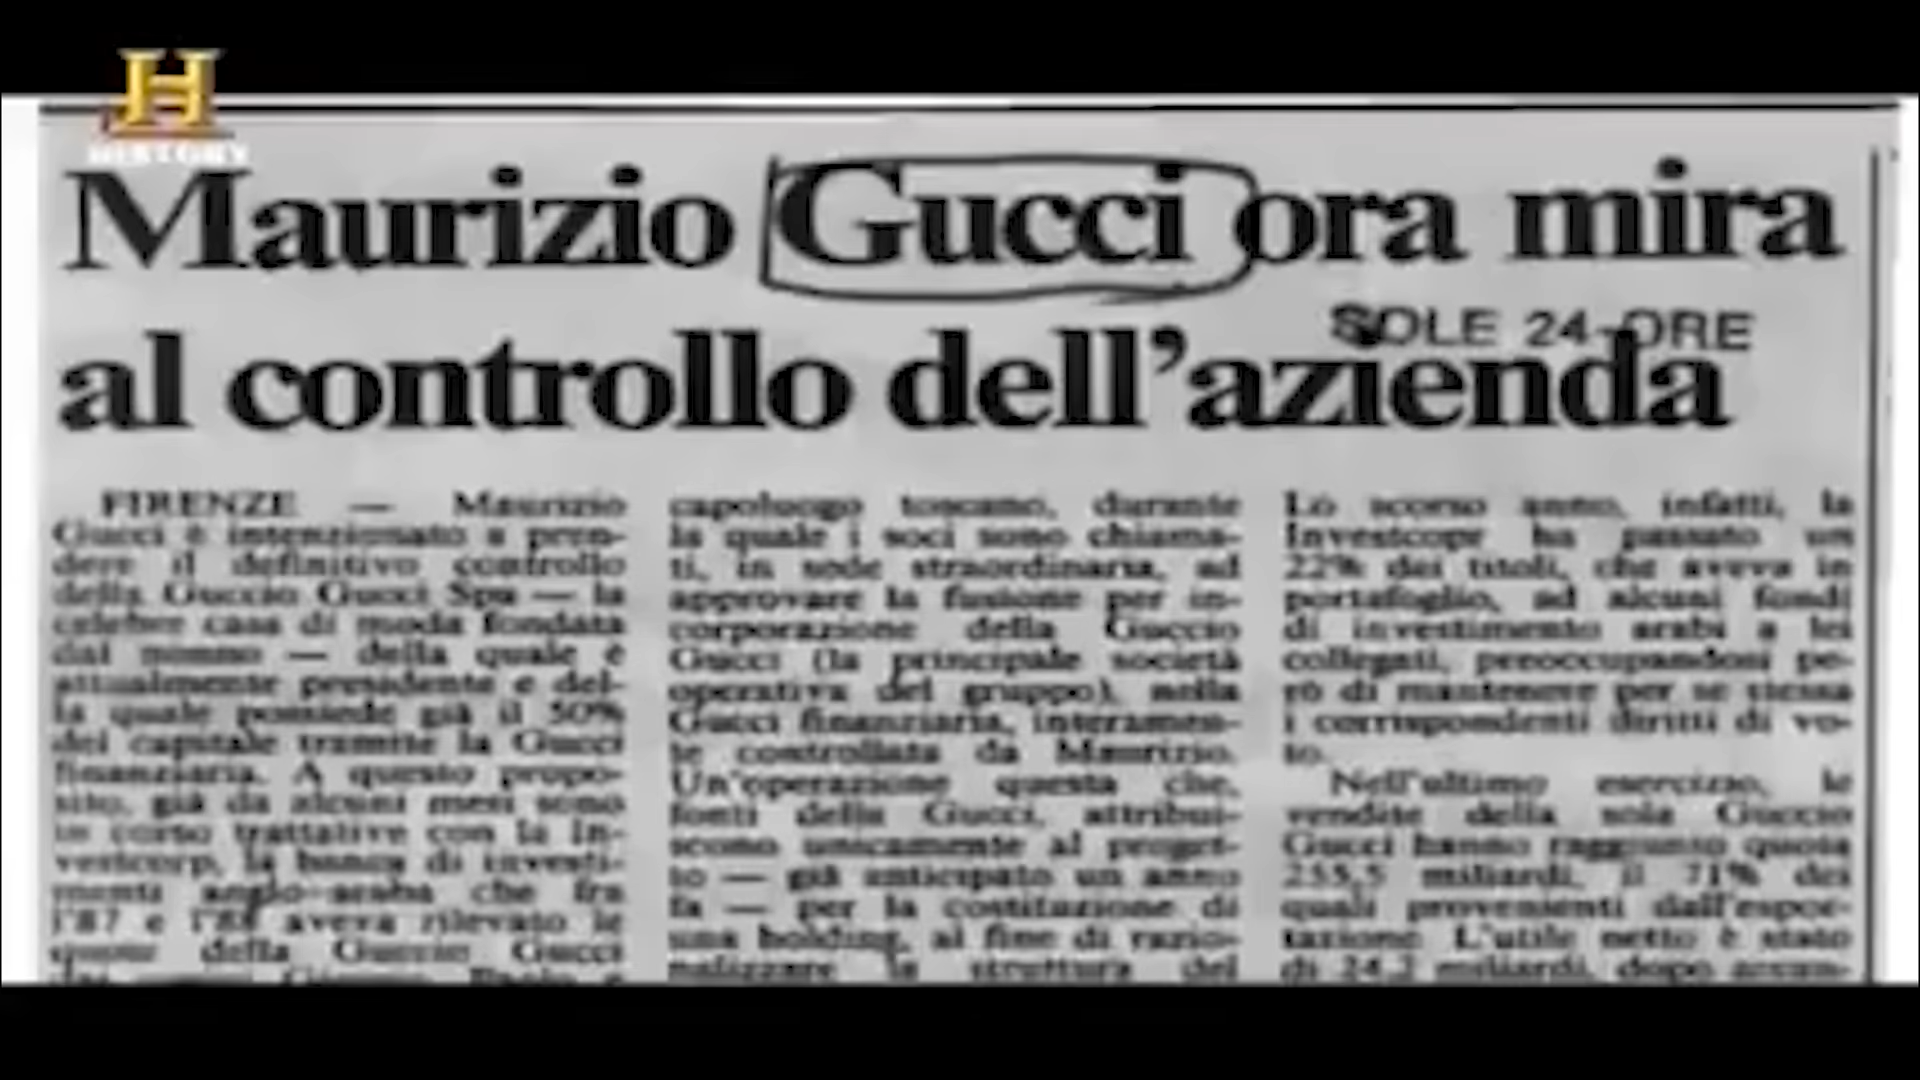 HISTORY
Maurizio Gucci ora mira
SOLE 24-ORE
al controllo dell'azienda
FIRENZE — Maurizio
Gucci è intenzionato a pren-
dere il definitivo controllo
della Guccio Gucci Spa — la
celebre casa di moda fondata
dal nonno — della quale è
attualmente presidente e del-
la quale possiede già il 50%
del capitale tramite la Gucci
finanziaria. A questo propo-
sito, già da alcuni mesi sono
in corso trattative con la In-
vestcorp, la banca di investi-
menti anglo-araba che fra
l'87 e l'88 aveva rilevato le
quote della Guccio Gucci
capoluogo toscano, durante
la quale i soci sono chiama-
ti, in sede straordinaria, ad
approvare la fusione per in-
corporazione della Guccio
Gucci (la principale società
operativa del gruppo), nella
Gucci finanziaria, interamen-
te controllata da Maurizio.
Un'operazione questa che,
fonti della Gucci, attribui-
scono unicamente al proget-
to — già anticipato un anno
fa — per la costituzione di
una holding, al fine di razio-
nalizzare la struttura del
Lo scorso anno, infatti, la
Investcopr ha passato un
22% dei titoli, che aveva in
portafoglio, ad alcuni fondi
di investimento arabi a lei
collegati, preoccupandosi pe-
rò di mantenere per se stessa
i corrispondenti diritti di vo-
to.
Nell'ultimo esercizio, le
vendite della sola Guccio
Gucci hanno raggiunto quota
255,5 miliardi, il 71% dei
quali provenienti dall'espor-
tazione. L'utile netto è stato
di 24,2 miliardi, dopo